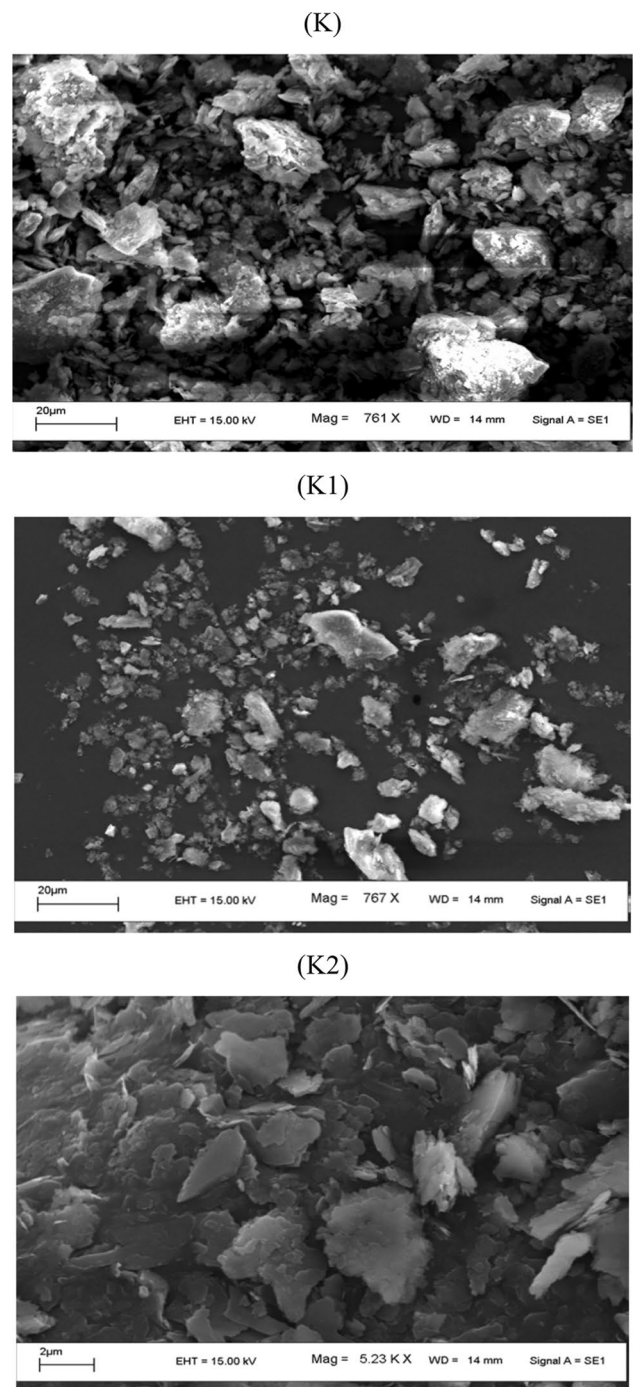 (K)
20µm EHT = 15.00 kV Mag = 761 X WD = 14 mm Signal A = SE1
(K1)
20µm EHT = 15.00 kV Mag = 767 X WD = 14 mm Signal A = SE1
(K2)
2µm EHT = 15.00 kV Mag = 5.23 K X WD = 14 mm Signal A = SE1